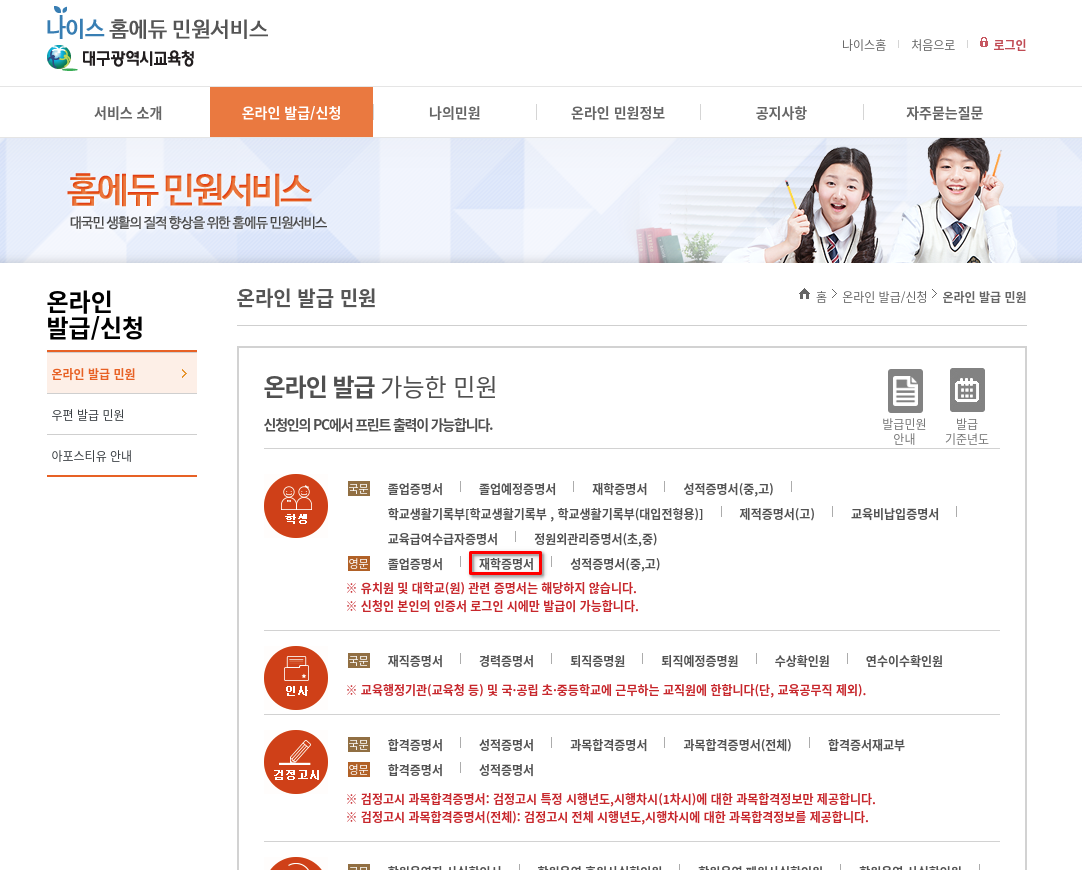 나이스 홈에듀 민원서비스
대구광역시교육청
나이스홈 처음으로 로그인
서비스 소개 온라인 발급/신청 나의민원 온라인 민원정보 공지사항 자주묻는질문
홈에듀 민원서비스
대국민 생활의 질적 향상을 위한 홈에듀 민원서비스
온라인
발급/신청
온라인 발급 민원
우편 발급 민원
아포스티유 안내
온라인 발급 민원
홈 > 온라인 발급/신청 > 온라인 발급 민원
온라인 발급 가능한 민원
신청인의 PC에서 프린트 출력이 가능합니다.
발급민원
안내
발급
기준년도
학생
국문 졸업증명서 졸업예정증명서 재학증명서 성적증명서(중,고)
학교생활기록부[학교생활기록부 , 학교생활기록부(대입전형용)] 제적증명서(고) 교육비납입증명서
교육급여수급자증명서 정원외관리증명서(초,중)
영문 졸업증명서 재학증명서 성적증명서(중,고)
※ 유치원 및 대학교(원) 관련 증명서는 해당하지 않습니다.
※ 신청인 본인의 인증서 로그인 시에만 발급이 가능합니다.
인사
국문 재직증명서 경력증명서 퇴직증명원 퇴직예정증명원 수상확인원 연수이수확인원
※ 교육행정기관(교육청 등) 및 국·공립 초·중등학교에 근무하는 교직원에 한합니다(단, 교육공무직 제외).
검정고시
국문 합격증명서 성적증명서 과목합격증명서 과목합격증명서(전체) 합격증서재교부
영문 합격증명서 성적증명서
※ 검정고시 과목합격증명서: 검정고시 특정 시행년도,시행차시(1차시)에 대한 과목합격정보만 제공합니다.
※ 검정고시 과목합격증명서(전체): 검정고시 전체 시행년도,시행차시에 대한 과목합격정보를 제공합니다.